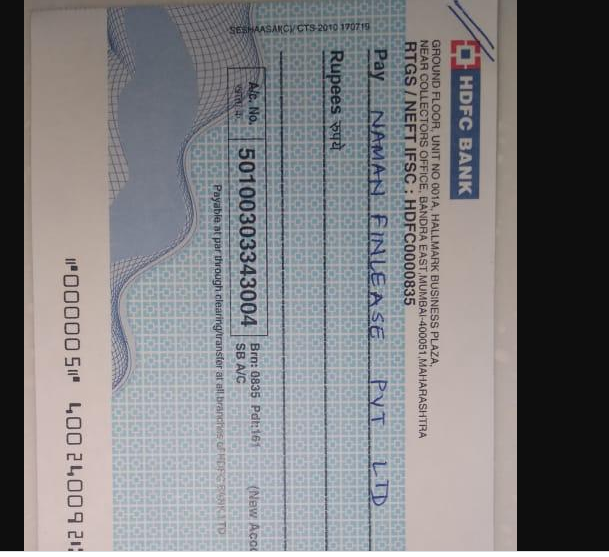 HDFC BANK
GROUND FLOOR, UNIT NO 001A, HALLMARK BUSINESS PLAZA,
NEAR COLLECTORS OFFICE, BANDRA EAST, MUMBAI-400051, MAHARASHTRA
RTGS / NEFT IFSC : HDFC0000835
Pay NAMAN FINLEASE PVT LTD
Rupees रुपये
A/c. No. 50100303343004 Brn: 0835 Pdt:161 (New Acco
SB A/C
Payable at par through clearing/transfer at all branches of HDFC BANK LTD
SESHAASAI(C)/ CTS-2010 170719
⑈000005⑈ 400240092⑆